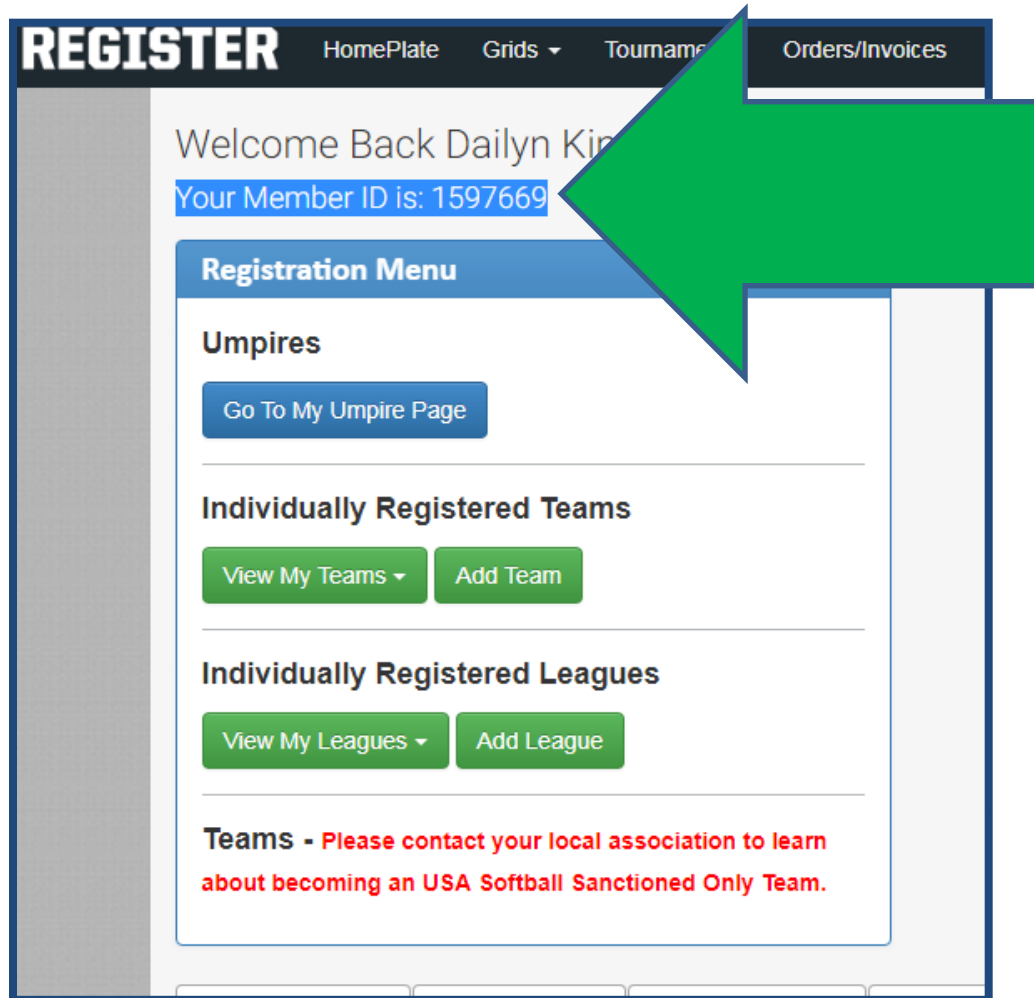 REGISTER HomePlate Grids Orders/Invoices
Welcome Back Dailyn
Your Member ID is: 1597669
Registration Menu
Umpires
Go To My Umpire Page
Individually Registered Teams
View My Teams Add Team
Individually Registered Leagues
View My Leagues Add League
Teams - Please contact your local association to learn
about becoming an USA Softball Sanctioned Only Team.